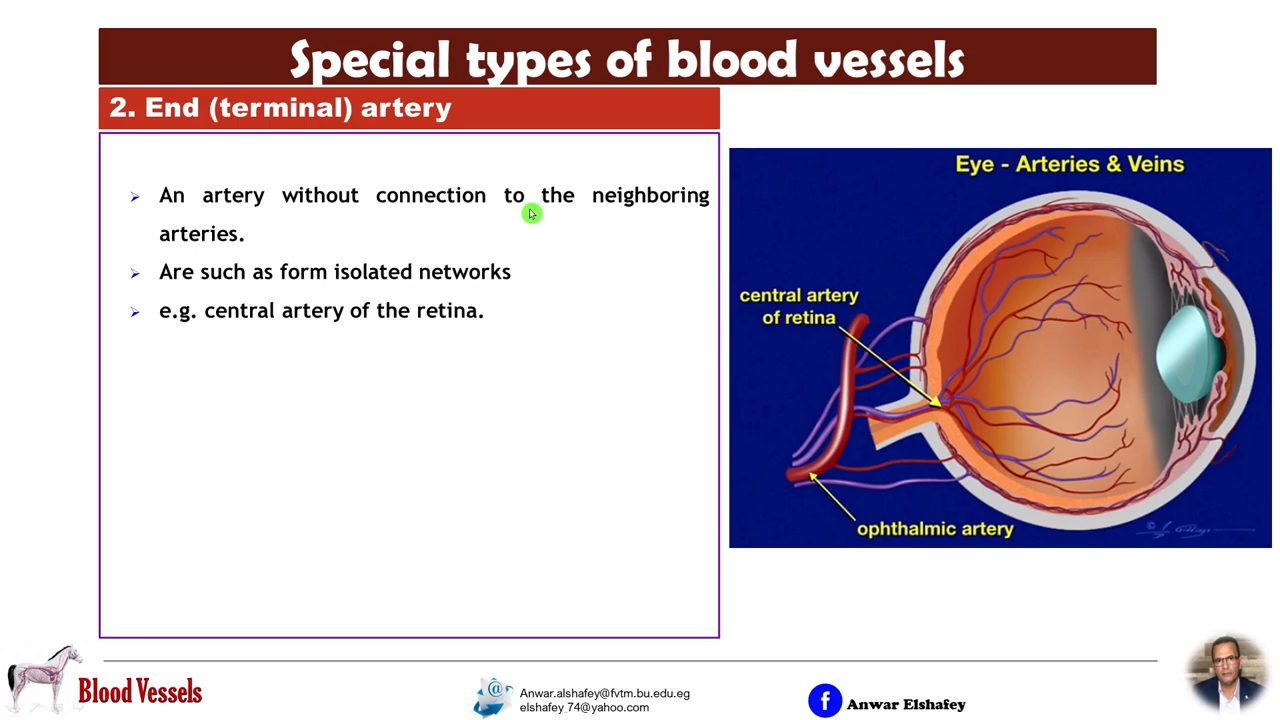 Special types of blood vessels
2. End (terminal) artery
An artery without connection to the neighboring
arteries.
Are such as form isolated networks
e.g. central artery of the retina.
Eye - Arteries & Veins
central artery
of retina
ophthalmic artery
Blood Vessels
Anwar.alshafey@fvtm.bu.edu.eg
elshafey_74@yahoo.com
Anwar Elshafey